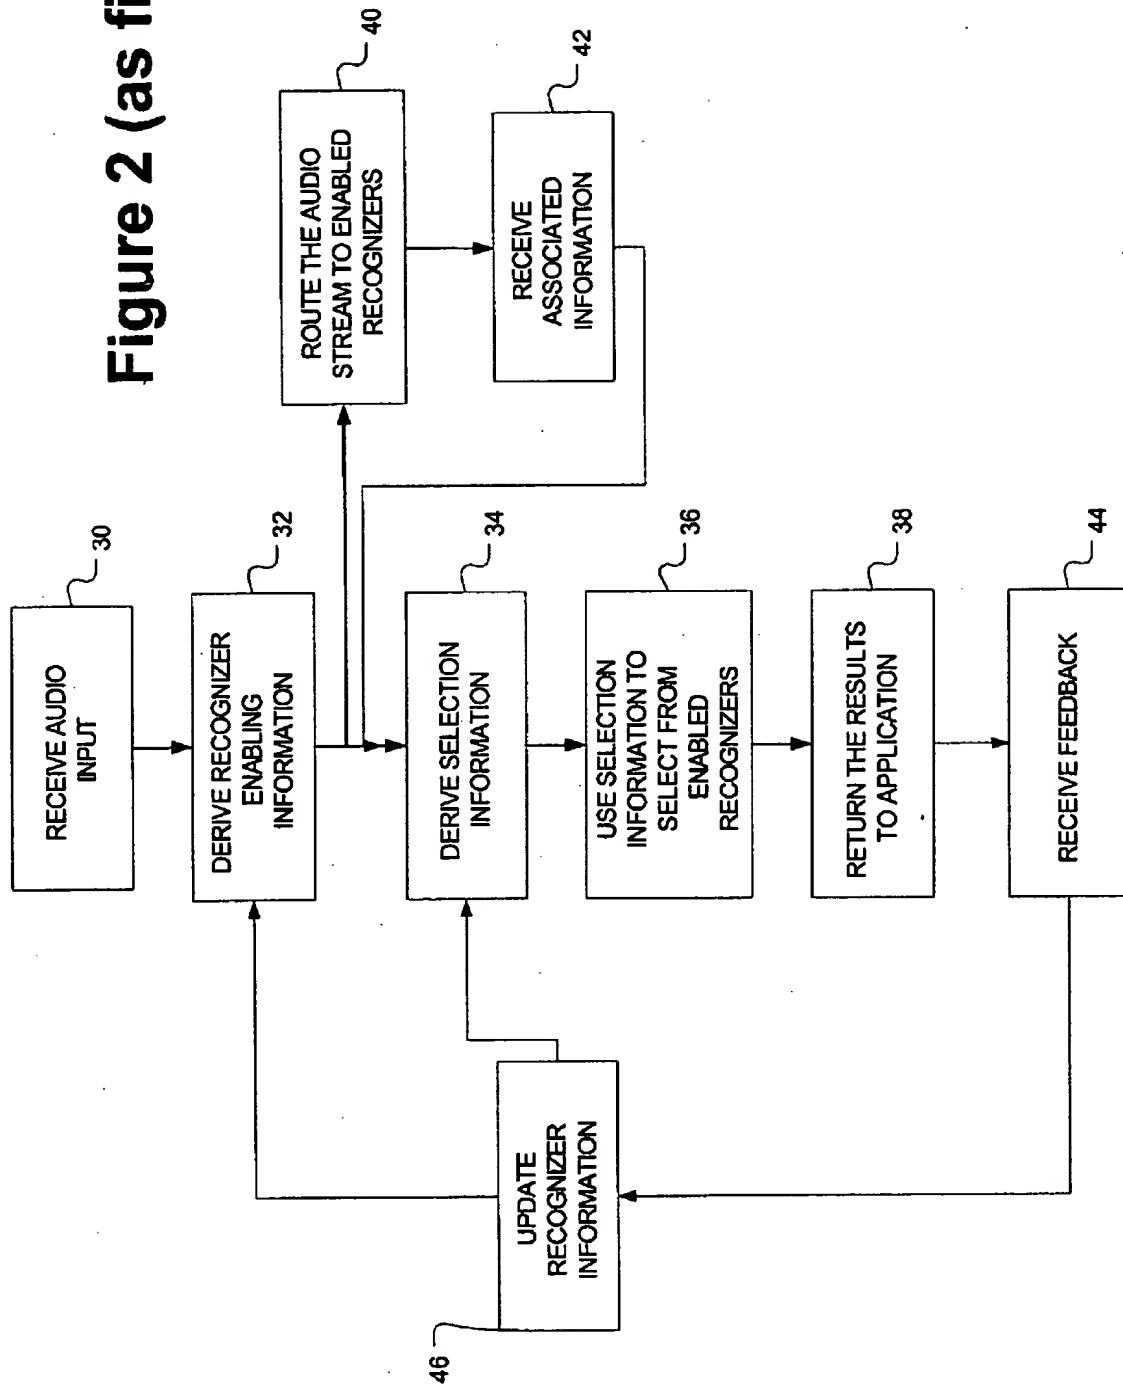 Figure 2 (as fi
RECEIVE AUDIO
INPUT
30
DERIVE RECOGNIZER
ENABLING
INFORMATION
32
ROUTE THE AUDIO
STREAM TO ENABLED
RECOGNIZERS
40
RECEIVE
ASSOCIATED
INFORMATION
42
DERIVE SELECTION
INFORMATION
34
USE SELECTION
INFORMATION TO
SELECT FROM
ENABLED
RECOGNIZERS
36
RETURN THE RESULTS
TO APPLICATION
38
RECEIVE FEEDBACK
44
UPDATE
RECOGNIZER
INFORMATION
46